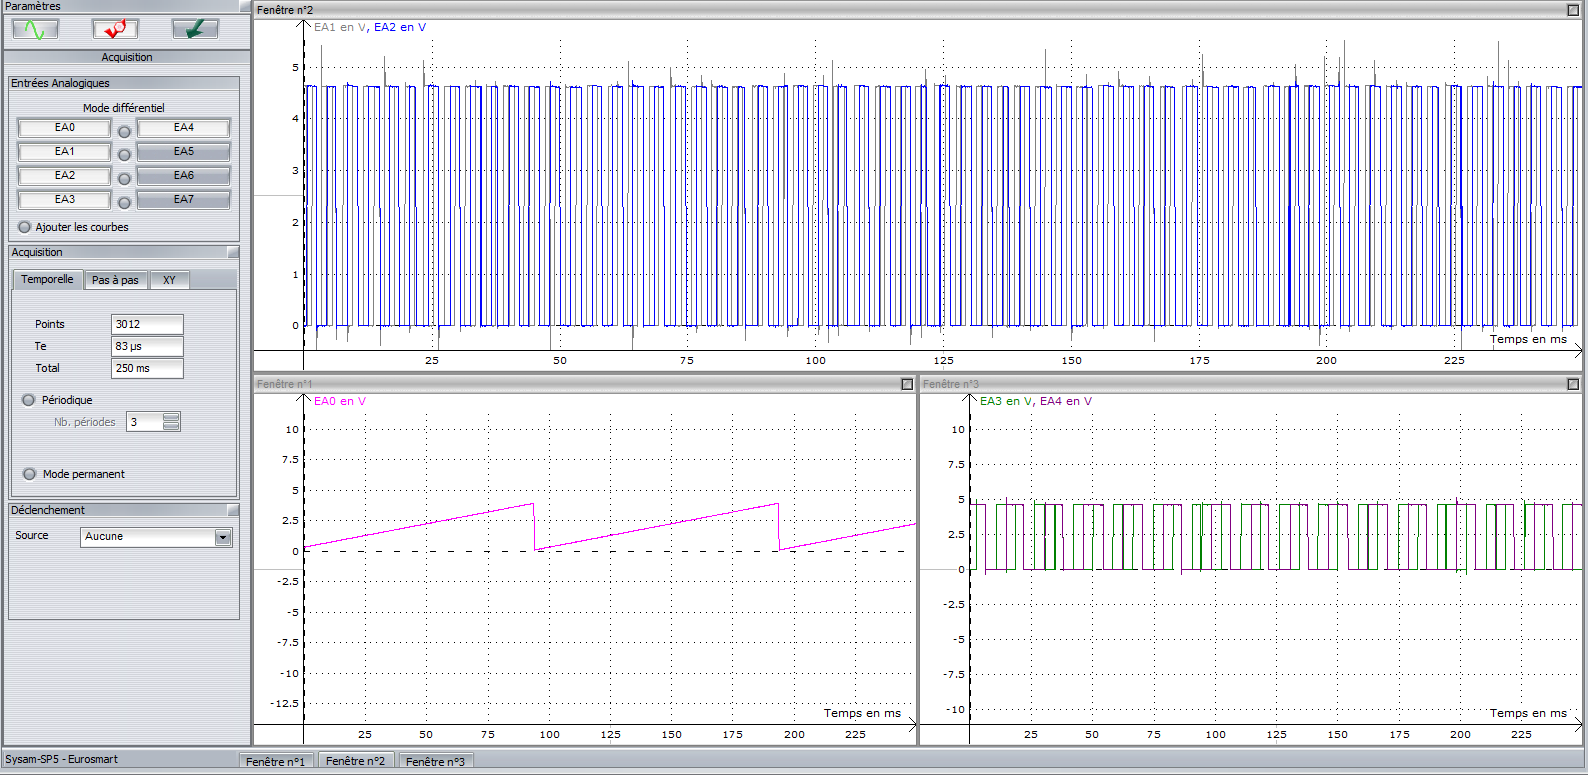 Paramètres
Acquisition
Entrées Analogiques
Mode différentiel
EA0 EA4
EA1 EA5
EA2 EA6
EA3 EA7
Ajouter les courbes
Acquisition
Temporelle Pas à pas XY
Points 3012
Te 83 µs
Total 250 ms
Périodique
Nb. périodes 3
Mode permanent
Déclenchement
Source Aucune
Fenêtre n°2
EA1 en V, EA2 en V
5
4
3
2
1
0
Temps en ms
25 50 75 100 125 150 175 200 225
Fenêtre n°1
EA0 en V
10
7.5
5
2.5
0
-2.5
-5
-7.5
-10
-12.5
Temps en ms
25 50 75 100 125 150 175 200 225
Fenêtre n°3
EA3 en V, EA4 en V
10
7.5
5
2.5
0
-2.5
-5
-7.5
-10
Temps en ms
25 50 75 100 125 150 175 200 225
Sysam-SP5 - Eurosmart Fenêtre n°1 Fenêtre n°2 Fenêtre n°3